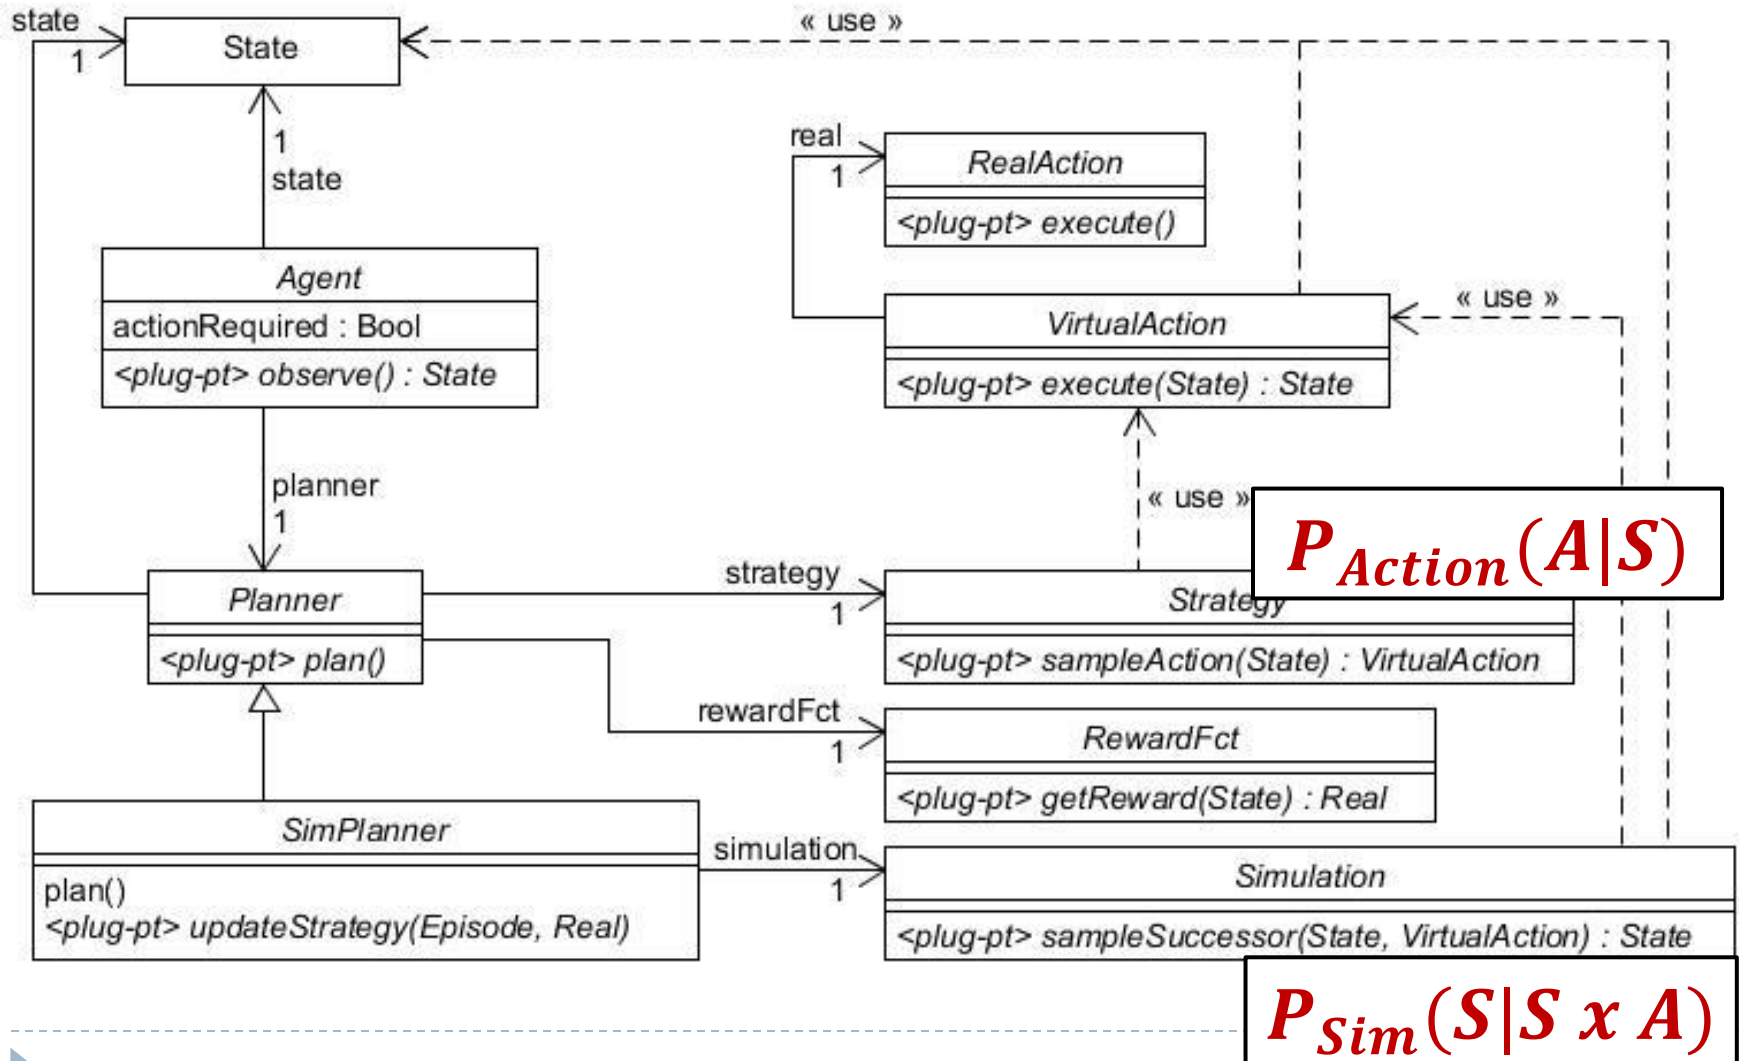 state
1
State
« use »
1
state
real
1
RealAction
<plug-pt> execute()
Agent
actionRequired : Bool
<plug-pt> observe() : State
VirtualAction
<plug-pt> execute(State) : State
« use »
planner
1
« use »
P_Action(A|S)
Planner
<plug-pt> plan()
strategy
1
Strategy
<plug-pt> sampleAction(State) : VirtualAction
rewardFct
1
RewardFct
<plug-pt> getReward(State) : Real
SimPlanner
plan()
<plug-pt> updateStrategy(Episode, Real)
simulation
1
Simulation
<plug-pt> sampleSuccessor(State, VirtualAction) : State
P_Sim(S|S x A)